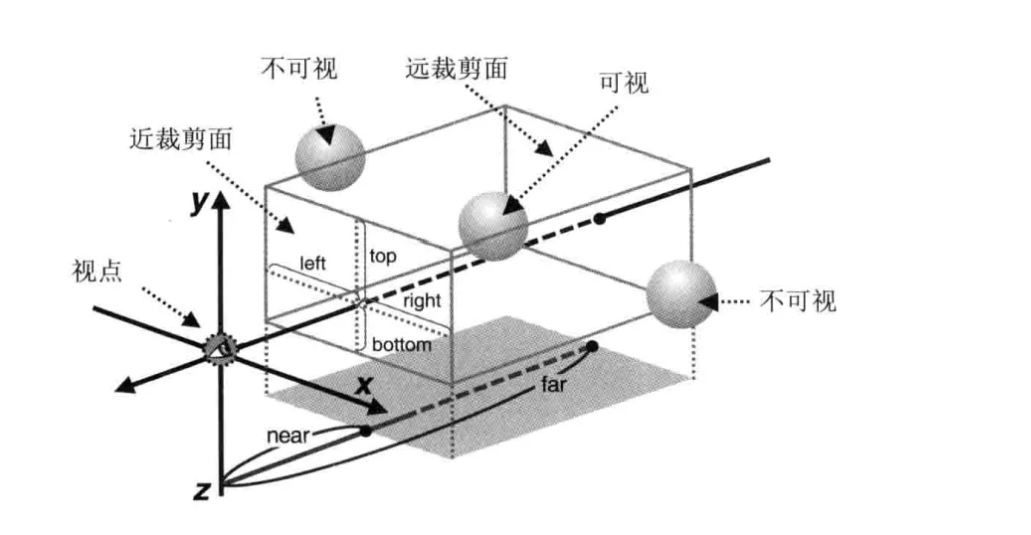 不可视
远裁剪面
可视
近裁剪面
y
top
left
视点
right
不可视
bottom
x
far
near
z